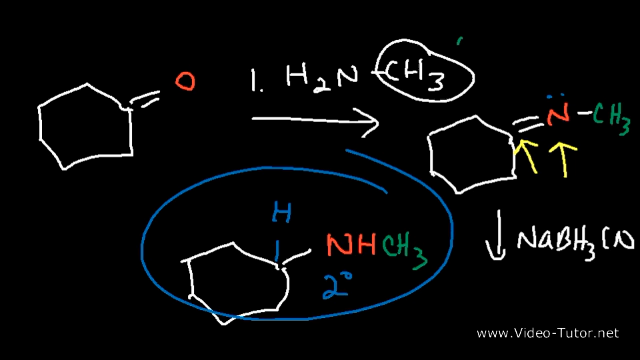 O
1. H2N-CH3
N-CH3
H
NaBH3CN
NHCH3
2°
www.Video-Tutor.net